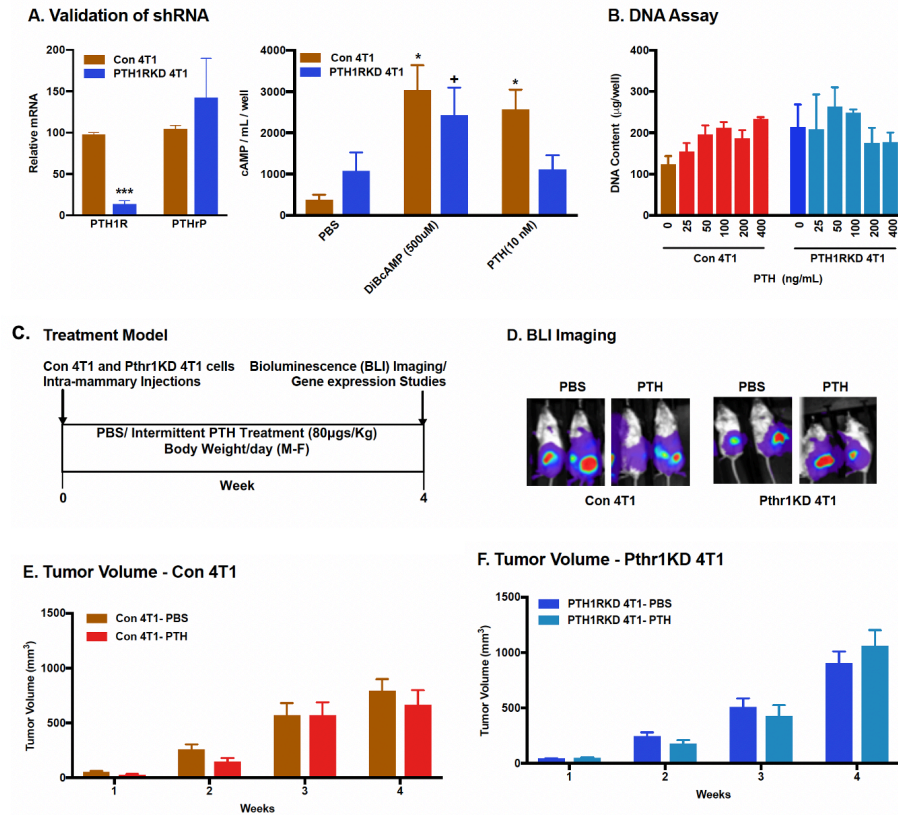 A. Validation of shRNA
Con 4T1
PTH1RKD 4T1
Relative mRNA
200
150
100
50
0
PTH1R
PTHrP
***
Con 4T1
PTH1RKD 4T1
cAMP / mL / well
4000
3000
2000
1000
0
*
+
*
PBS
DiBcAMP (500uM)
PTH(10 nM)
B. DNA Assay
DNA Content (µg/well)
400
300
200
100
0
0 25 50 100 200 400
0 25 50 100 200 400
Con 4T1
PTH1RKD 4T1
PTH (ng/mL)
C. Treatment Model
Con 4T1 and Pthr1KD 4T1 cells
Intra-mammary Injections
Bioluminescence (BLI) Imaging/
Gene expression Studies
PBS/ Intermittent PTH Treatment (80µgs/Kg)
Body Weight/day (M-F)
0
Week
4
D. BLI Imaging
PBS
PTH
PBS
PTH
Con 4T1
Pthr1KD 4T1
E. Tumor Volume - Con 4T1
Con 4T1- PBS
Con 4T1- PTH
Tumor Volume (mm³)
1500
1000
500
0
1 2 3 4
Weeks
F. Tumor Volume - Pthr1KD 4T1
PTH1RKD 4T1- PBS
PTH1RKD 4T1- PTH
Tumor Volume (mm³)
1500
1000
500
0
1 2 3 4
Weeks